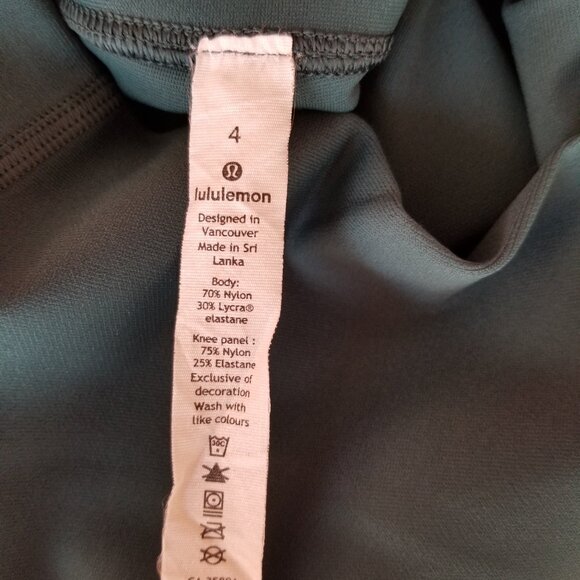 4
lululemon
Designed in
Vancouver
Made in Sri
Lanka
Body:
70% Nylon
30% Lycra®
elastane
Knee panel :
75% Nylon
25% Elastane
Exclusive of
decoration
Wash with
like colours
30C